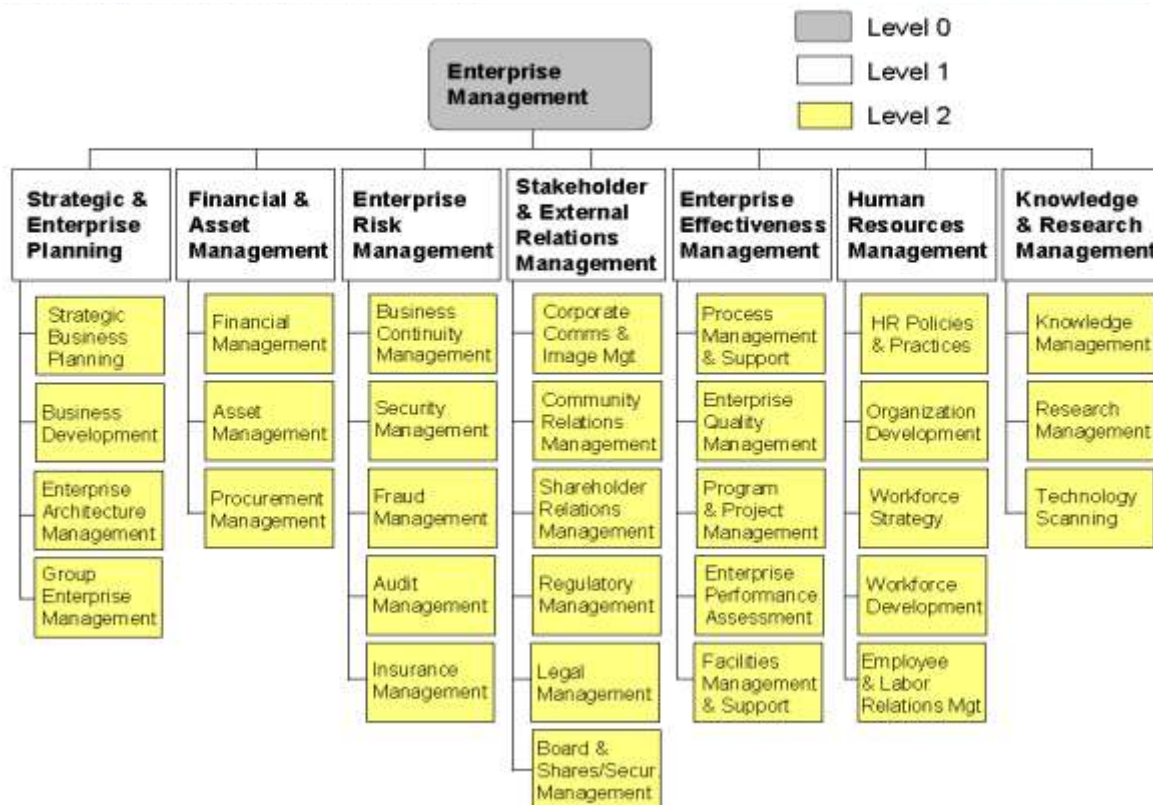 Level 0
Level 1
Level 2
Enterprise
Management
Strategic &
Enterprise
Planning
Financial &
Asset
Management
Enterprise
Risk
Management
Stakeholder
& External
Relations
Management
Enterprise
Effectiveness
Management
Human
Resources
Management
Knowledge
& Research
Management
Strategic
Business
Planning
Business
Development
Enterprise
Architecture
Management
Group
Enterprise
Management
Financial
Management
Asset
Management
Procurement
Management
Business
Continuity
Management
Security
Management
Fraud
Management
Audit
Management
Insurance
Management
Corporate
Comms &
Image Mgt
Community
Relations
Management
Shareholder
Relations
Management
Regulatory
Management
Legal
Management
Board &
Shares/Secur.
Management
Process
Management
& Support
Enterprise
Quality
Management
Program
& Project
Management
Enterprise
Performance
Assessment
Facilities
Management
& Support
HR Policies
& Practices
Organization
Development
Workforce
Strategy
Workforce
Development
Employee
& Labor
Relations Mgt
Knowledge
Management
Research
Management
Technology
Scanning